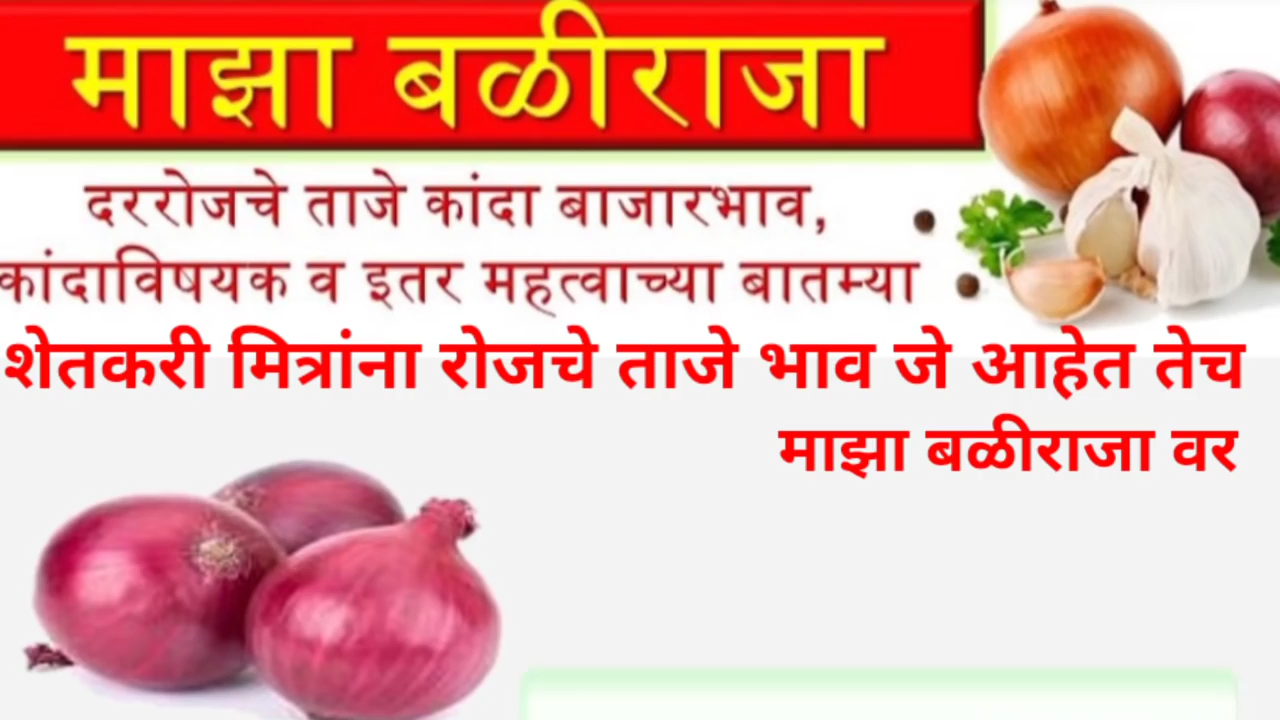 माझा बळीराजा
दररोजचे ताजे कांदा बाजारभाव,
कांदाविषयक व इतर महत्वाच्या बातम्या
शेतकरी मित्रांना रोजचे ताजे भाव जे आहेत तेच
माझा बळीराजा वर